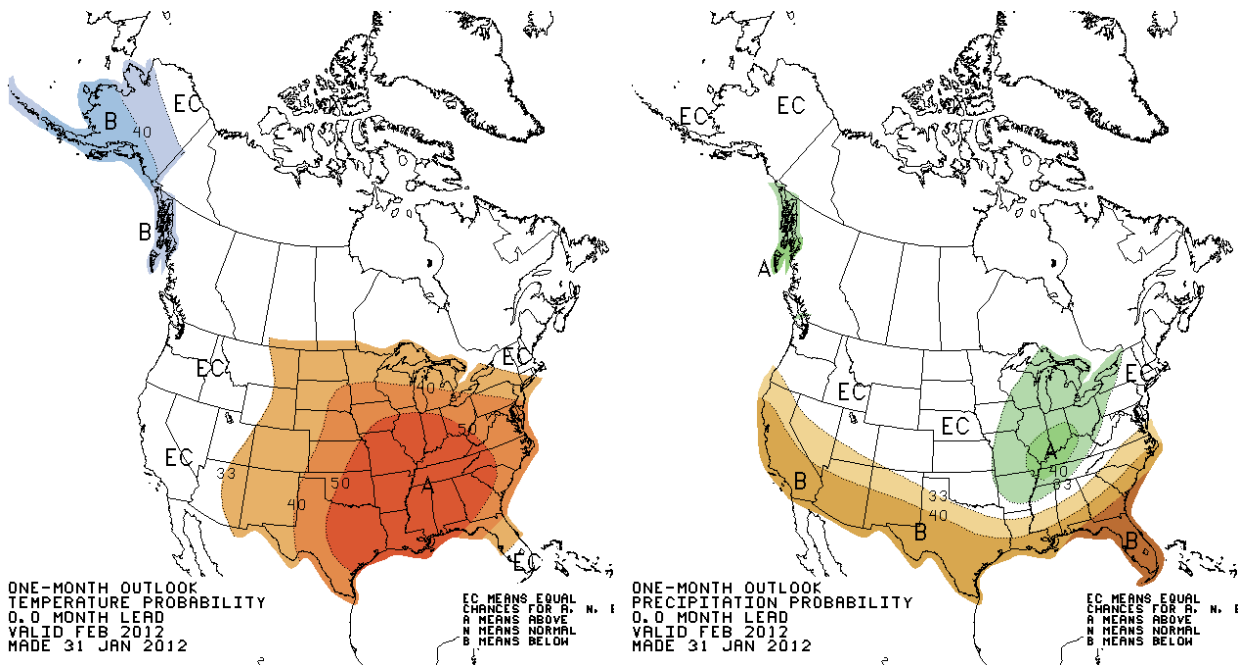 EC
B
40
B
EC
EC
40
50
EC
33
50
A
40
EC
ONE-MONTH OUTLOOK
TEMPERATURE PROBABILITY
0.0 MONTH LEAD
VALID FEB 2012
MADE 31 JAN 2012
EC MEANS EQUAL
CHANCES FOR A, N, B
A MEANS ABOVE
N MEANS NORMAL
B MEANS BELOW
EC
EC
A
EC
EC
EC
A
40
33
B
33
40
B
B
ONE-MONTH OUTLOOK
PRECIPITATION PROBABILITY
0.0 MONTH LEAD
VALID FEB 2012
MADE 31 JAN 2012
EC MEANS EQUAL
CHANCES FOR A, N, B
A MEANS ABOVE
N MEANS NORMAL
B MEANS BELOW